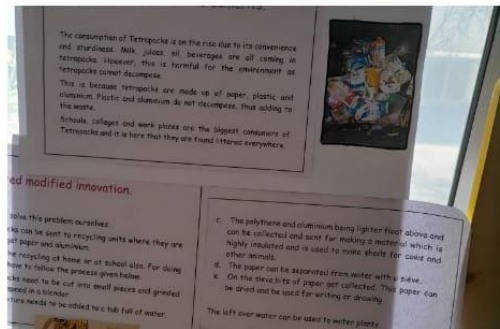 The consumption of Tetrapacks is on the rise due to its convenience
and sturdiness. Milk, juices, oil, beverages are all coming in
tetrapacks. However, this is harmful for the environment as
tetrapacks cannot decompose.
This is because tetrapacks are made up of paper, plastic and
aluminium. Plastic and aluminium do not decompose, thus adding to
the waste.
Schools, colleges and work places are the biggest consumers of
Tetrapacks and it is here that they are found littered everywhere.
ed modified innovation.
solve this problem ourselves
can be sent to recycling units where they are
paper and aluminium.
recycling at home or at school also. For doing
have to follow the process given below.
need to be cut into small pieces and grinded
in a blender
needs to be added to a tub full of water.
c. The polythene and aluminium being lighter float above and
can be collected and sent for making a material which is
highly insulated and is used to make sheds for cows and
other animals.
d. The paper can be separated from water with a sieve.
e. On the sieve, bits of paper get collected. This paper can
be dried and be used for writing or drawing
The left over water can be used to water plants